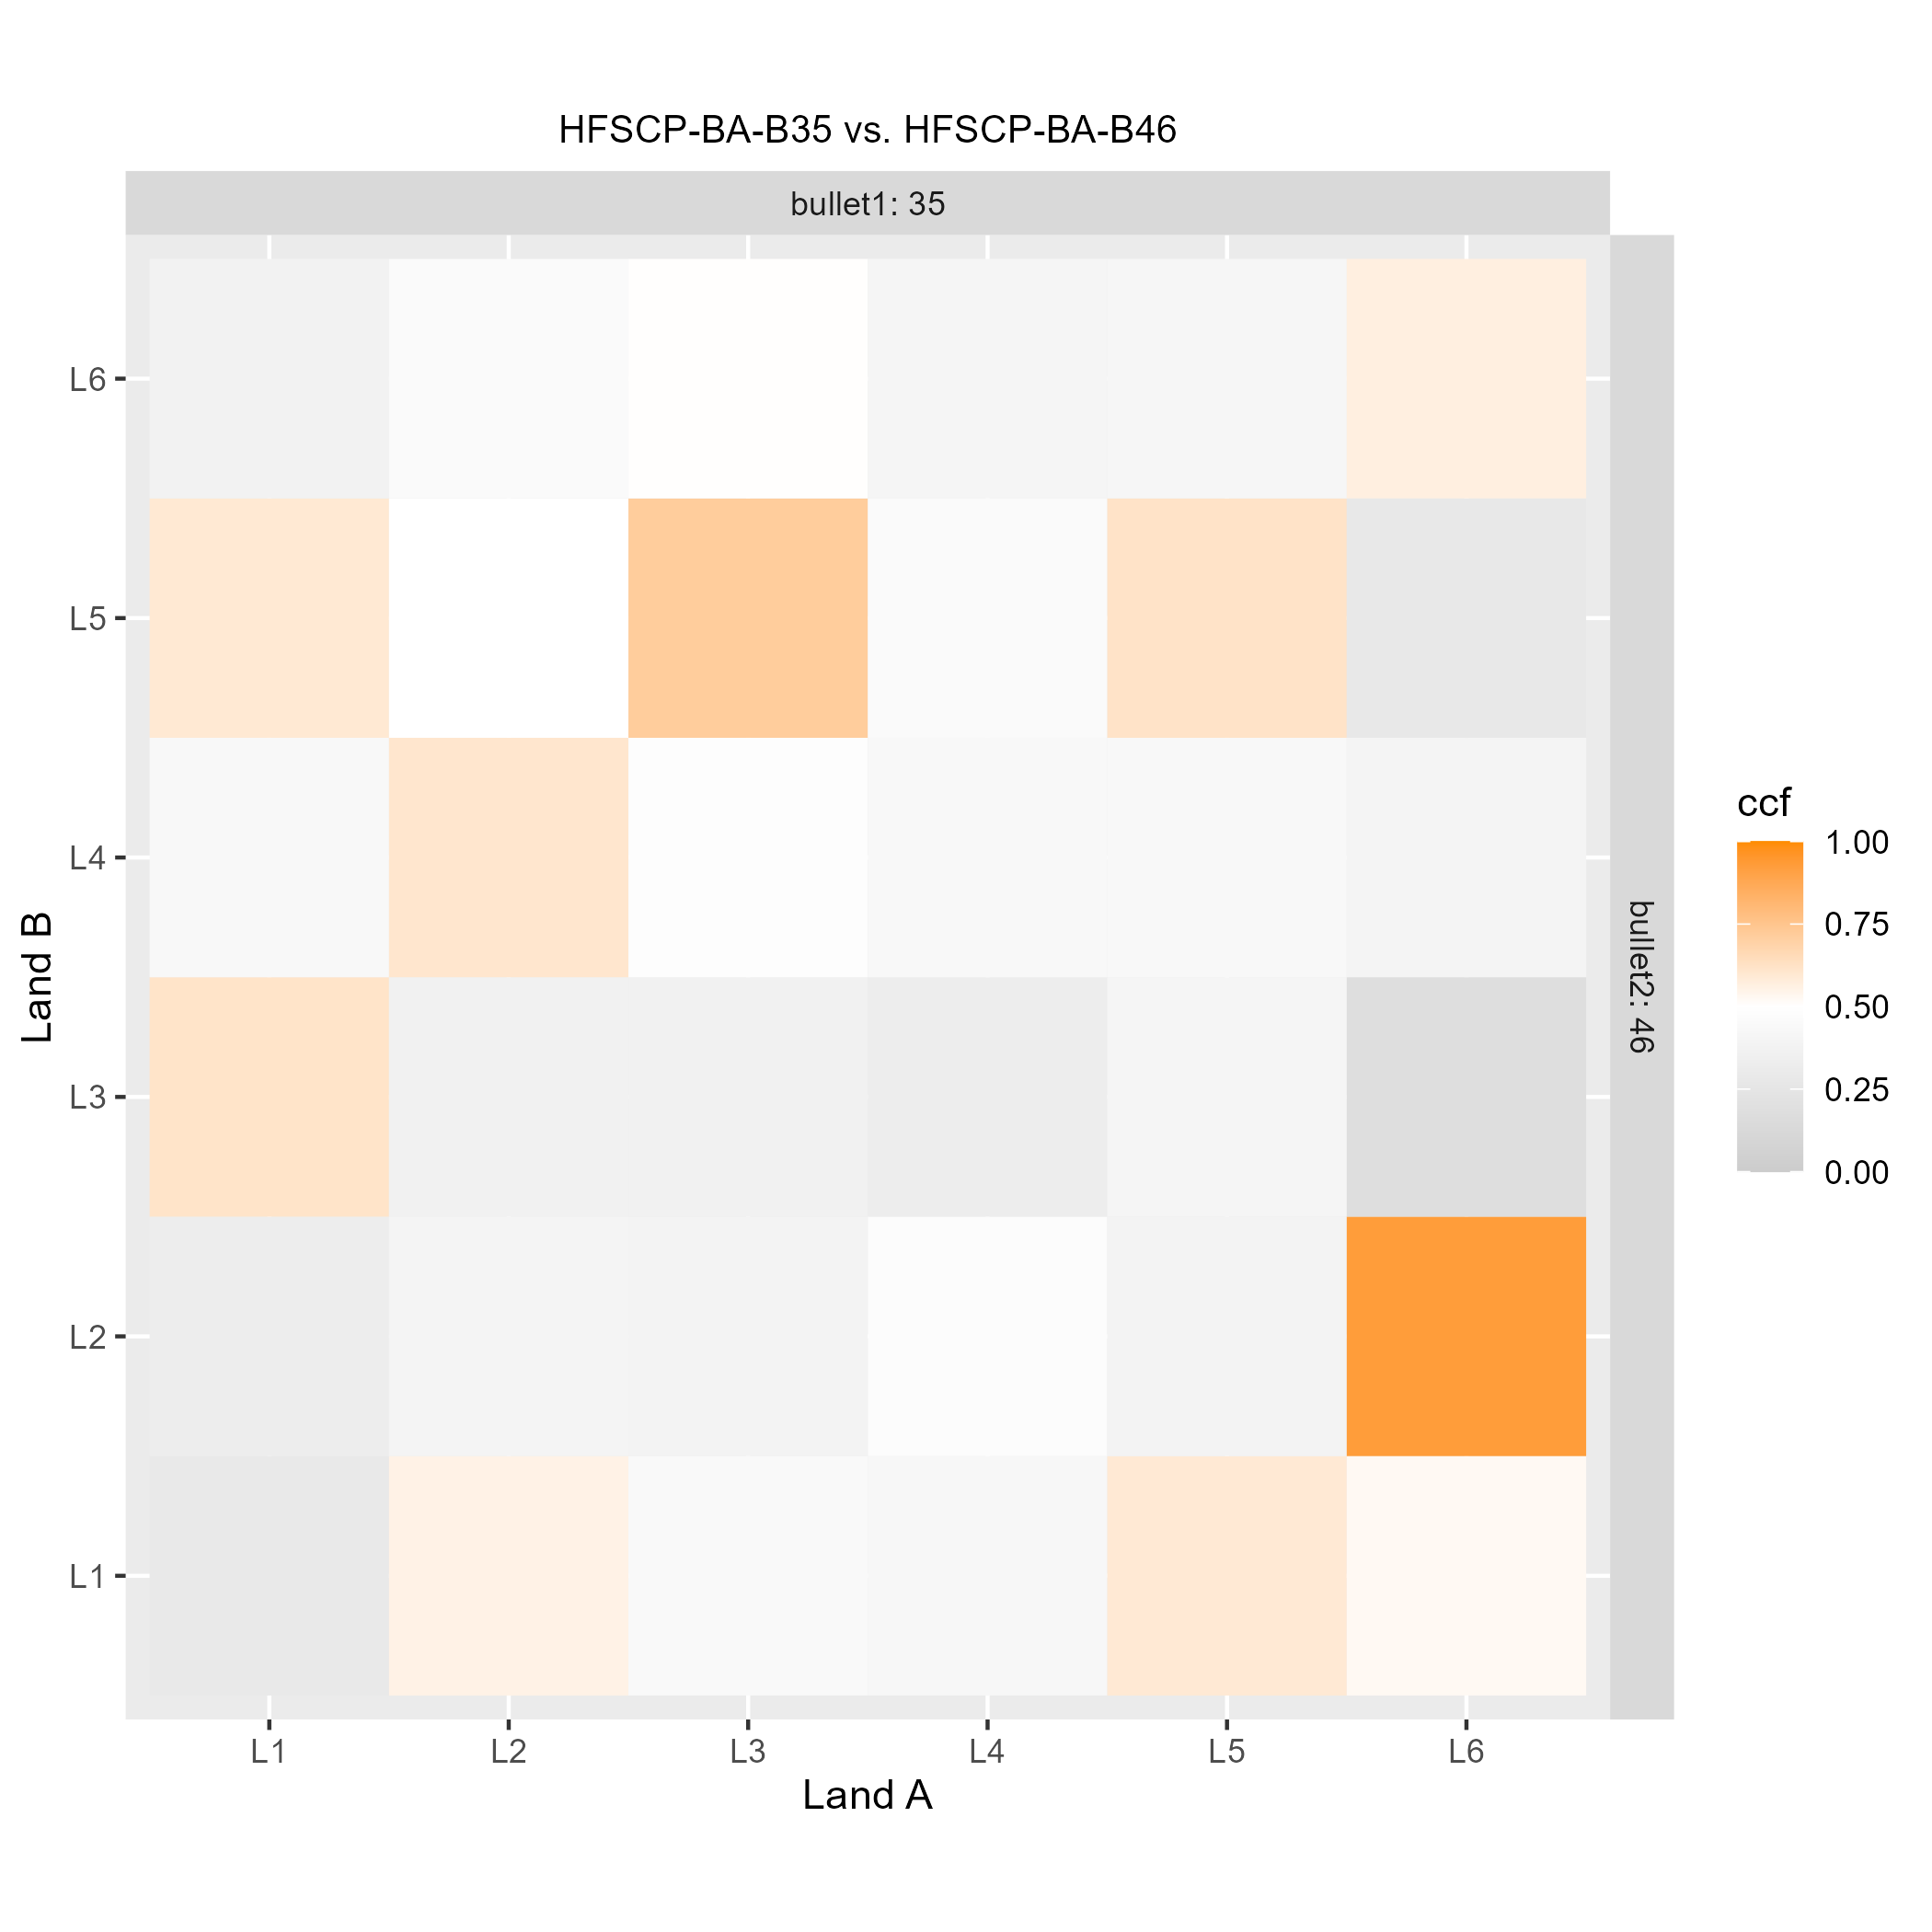 HFSCP-BA-B35 vs. HFSCP-BA-B46
bullet1: 35
L6
L5
L4
L3
L2
L1
Land B
bullet2: 46
ccf
1.00
0.75
0.50
0.25
0.00
L1
L2
L3
L4
L5
L6
Land A